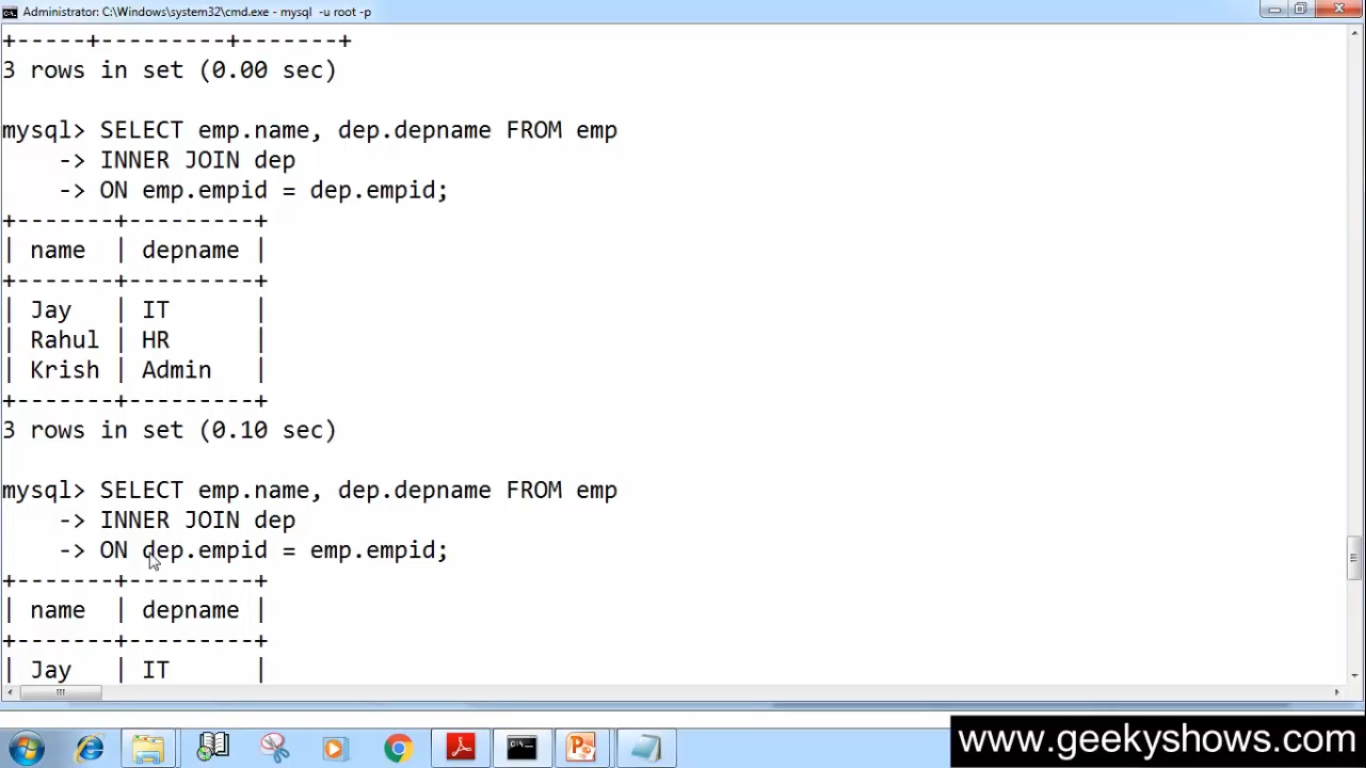 Administrator: C:\Windows\system32\cmd.exe - mysql -u root -p
+-----+---------+-------+
3 rows in set (0.00 sec)
mysql> SELECT emp.name, dep.depname FROM emp
-> INNER JOIN dep
-> ON emp.empid = dep.empid;
+-------+---------+
| name | depname |
+-------+---------+
| Jay | IT |
| Rahul | HR |
| Krish | Admin |
+-------+---------+
3 rows in set (0.10 sec)
mysql> SELECT emp.name, dep.depname FROM emp
-> INNER JOIN dep
-> ON dep.empid = emp.empid;
+-------+---------+
| name | depname |
+-------+---------+
| Jay | IT |
www.geekyshows.com